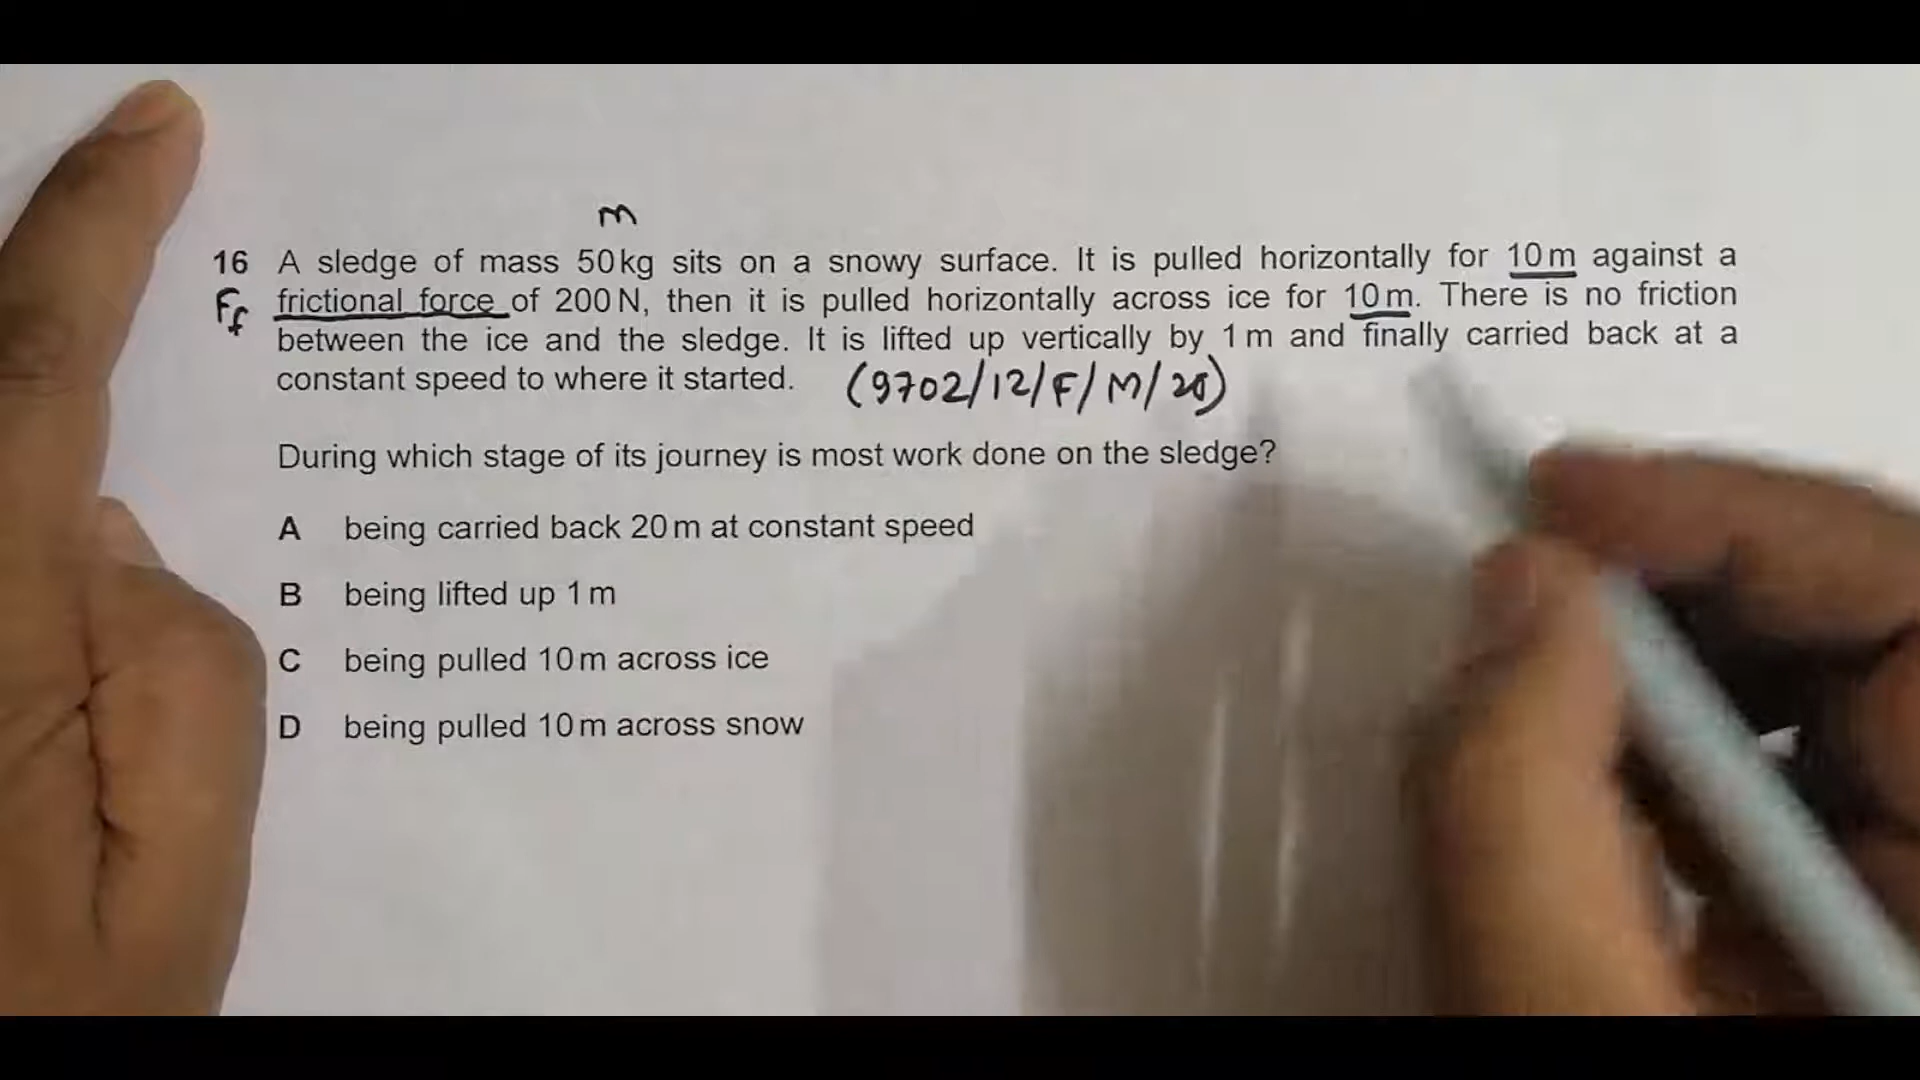 m
16 A sledge of mass 50 kg sits on a snowy surface. It is pulled horizontally for 10 m against a
Ff frictional force of 200 N, then it is pulled horizontally across ice for 10 m. There is no friction
between the ice and the sledge. It is lifted up vertically by 1 m and finally carried back at a
constant speed to where it started. (9702/12/F/M/20)
During which stage of its journey is most work done on the sledge?
A being carried back 20 m at constant speed
B being lifted up 1 m
C being pulled 10 m across ice
D being pulled 10 m across snow